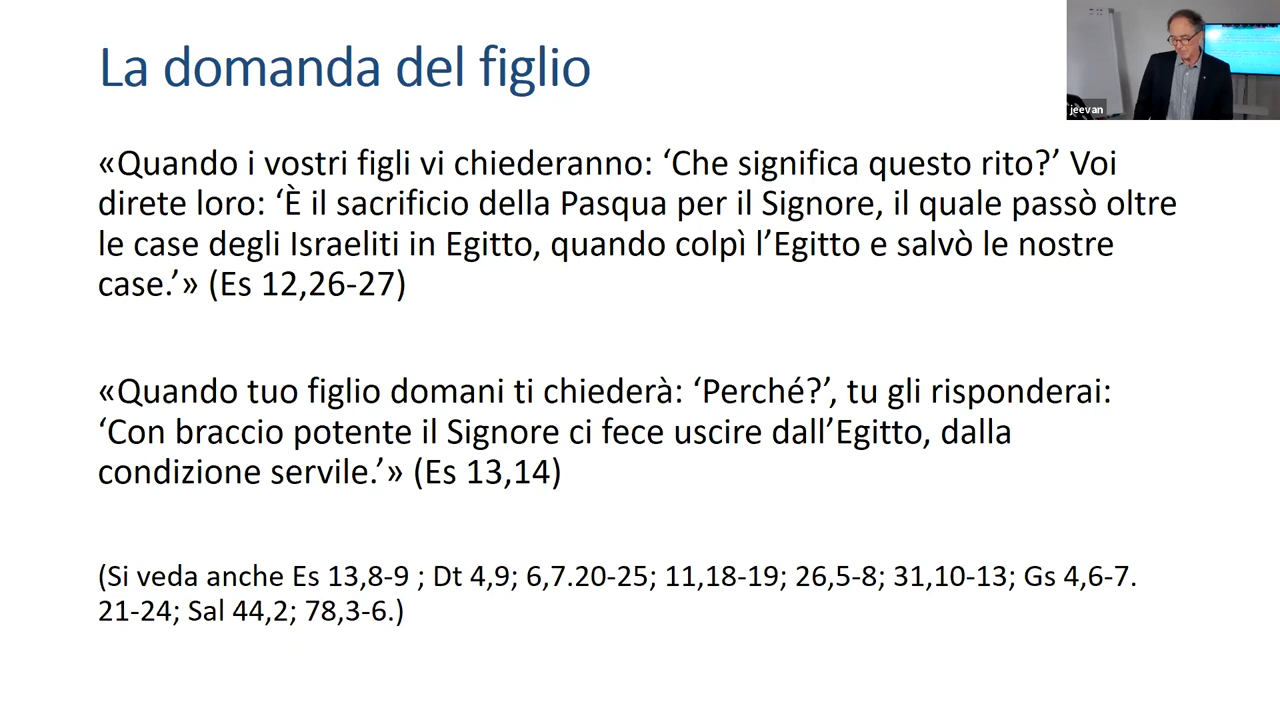 La domanda del figlio
jeevan
«Quando i vostri figli vi chiederanno: ‘Che significa questo rito?’ Voi
direte loro: ‘È il sacrificio della Pasqua per il Signore, il quale passò oltre
le case degli Israeliti in Egitto, quando colpì l’Egitto e salvò le nostre
case.’» (Es 12,26-27)
«Quando tuo figlio domani ti chiederà: ‘Perché?’, tu gli risponderai:
‘Con braccio potente il Signore ci fece uscire dall’Egitto, dalla
condizione servile.’» (Es 13,14)
(Si veda anche Es 13,8-9 ; Dt 4,9; 6,7.20-25; 11,18-19; 26,5-8; 31,10-13; Gs 4,6-7.
21-24; Sal 44,2; 78,3-6.)